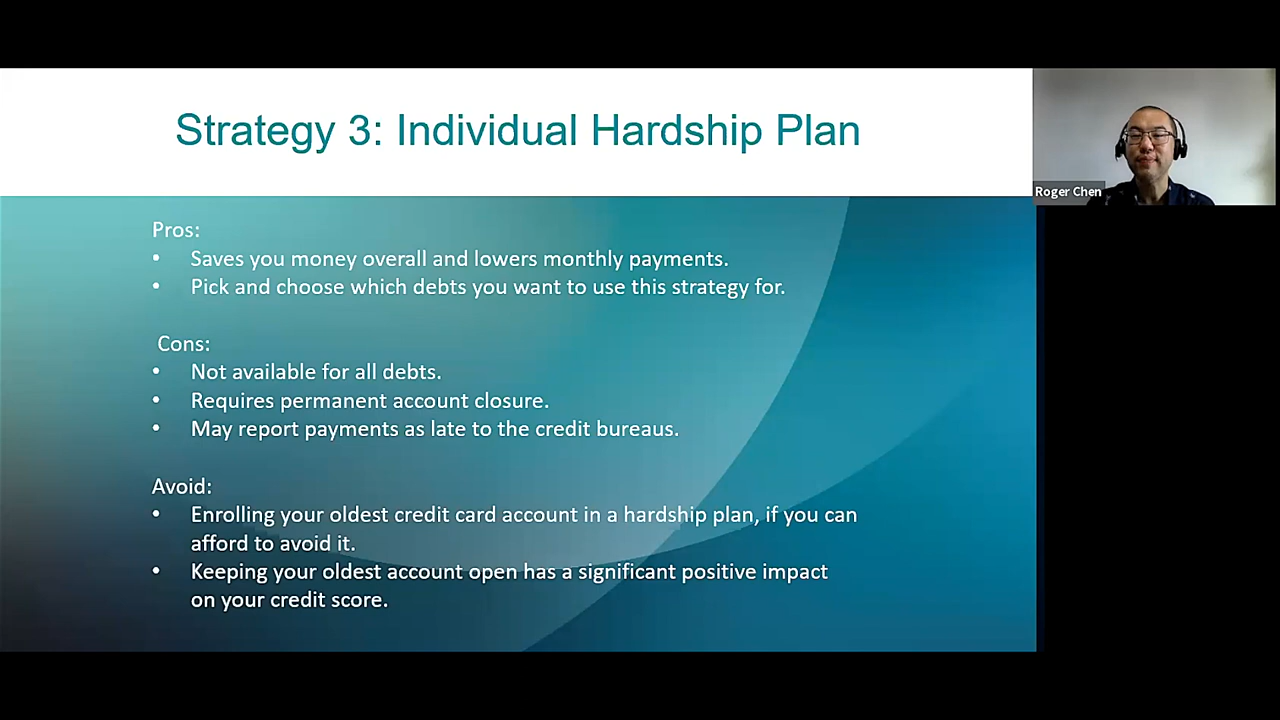 Strategy 3: Individual Hardship Plan
Roger Chen
Pros:
• Saves you money overall and lowers monthly payments.
• Pick and choose which debts you want to use this strategy for.
Cons:
• Not available for all debts.
• Requires permanent account closure.
• May report payments as late to the credit bureaus.
Avoid:
• Enrolling your oldest credit card account in a hardship plan, if you can
afford to avoid it.
• Keeping your oldest account open has a significant positive impact
on your credit score.